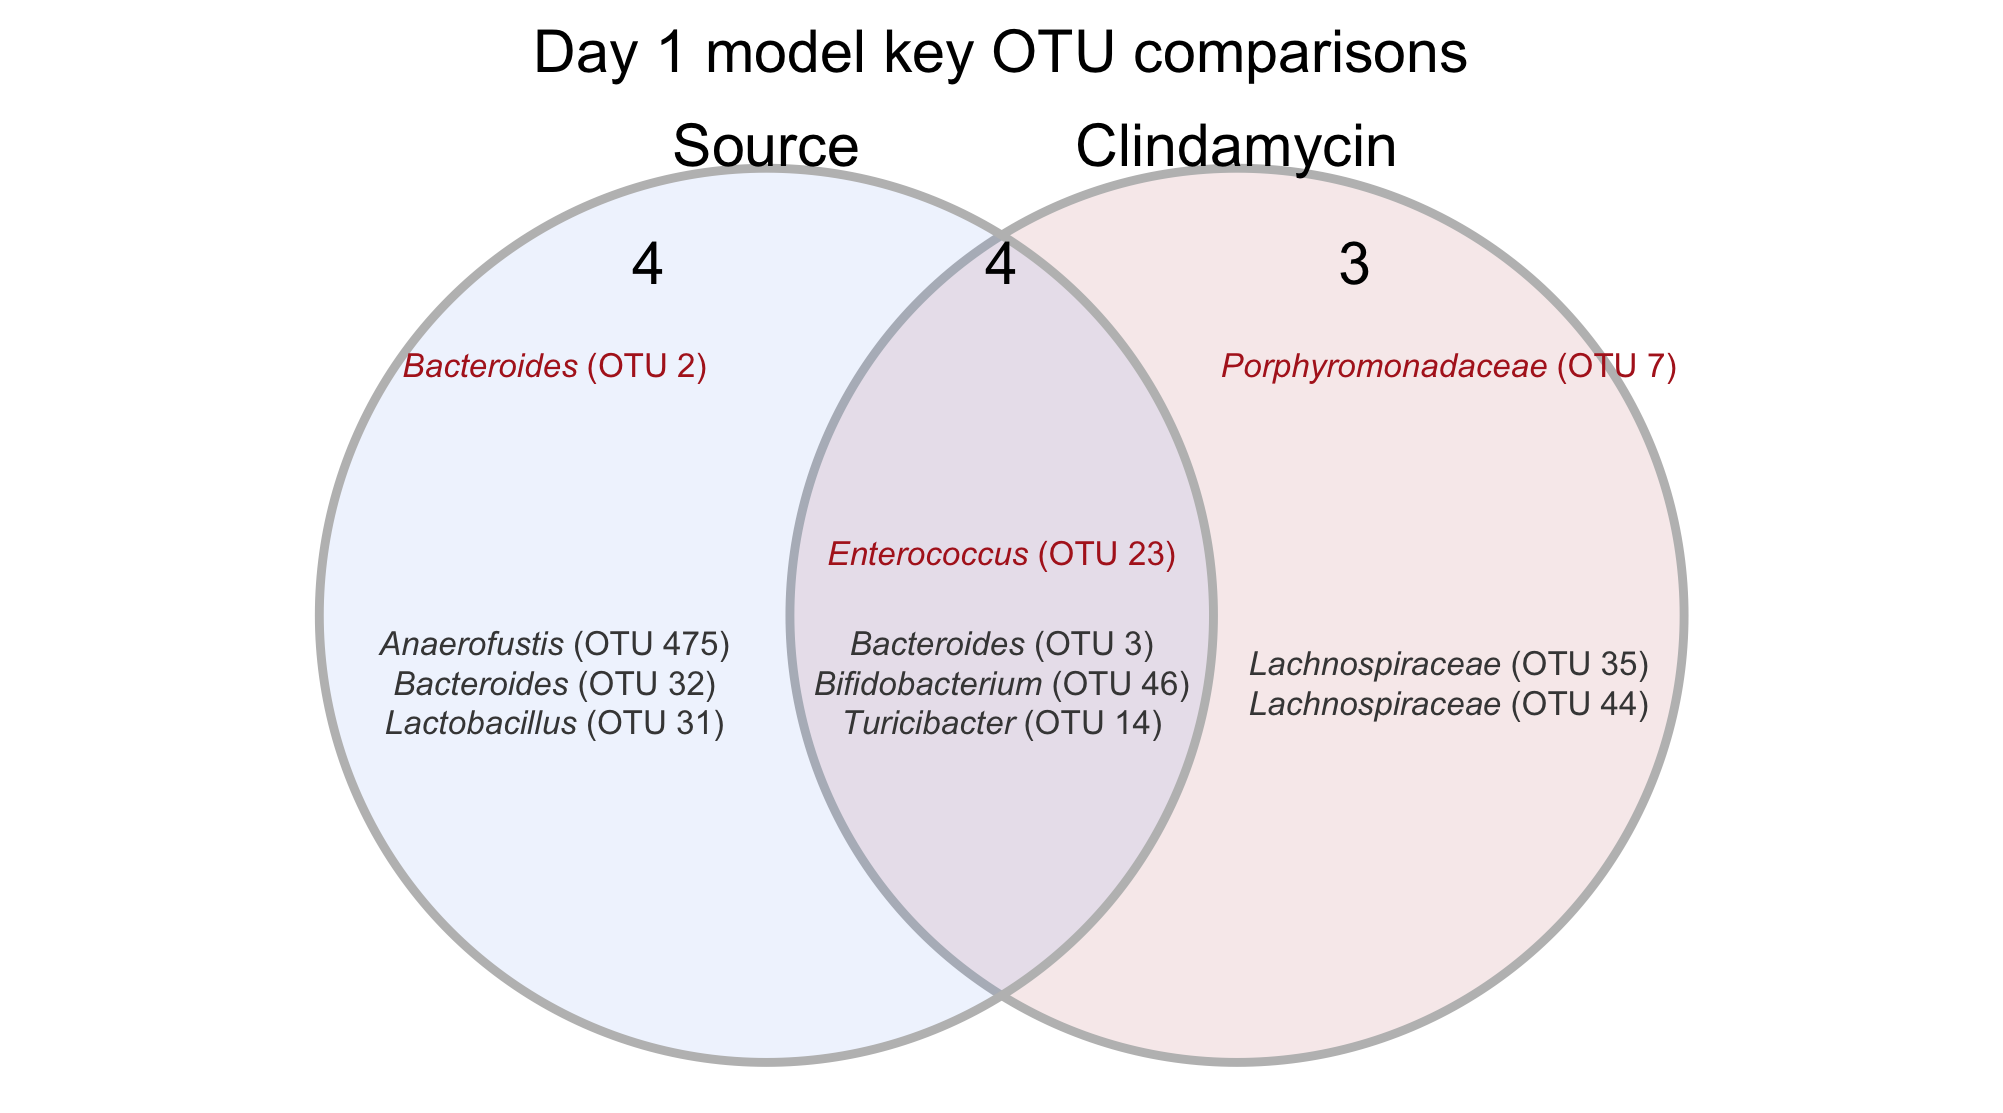 Day 1 model key OTU comparisons
Source
Clindamycin
4
4
3
Bacteroides (OTU 2)
Porphyromonadaceae (OTU 7)
Enterococcus (OTU 23)
Anaerofustis (OTU 475)
Bacteroides (OTU 32)
Lactobacillus (OTU 31)
Bacteroides (OTU 3)
Bifidobacterium (OTU 46)
Turicibacter (OTU 14)
Lachnospiraceae (OTU 35)
Lachnospiraceae (OTU 44)